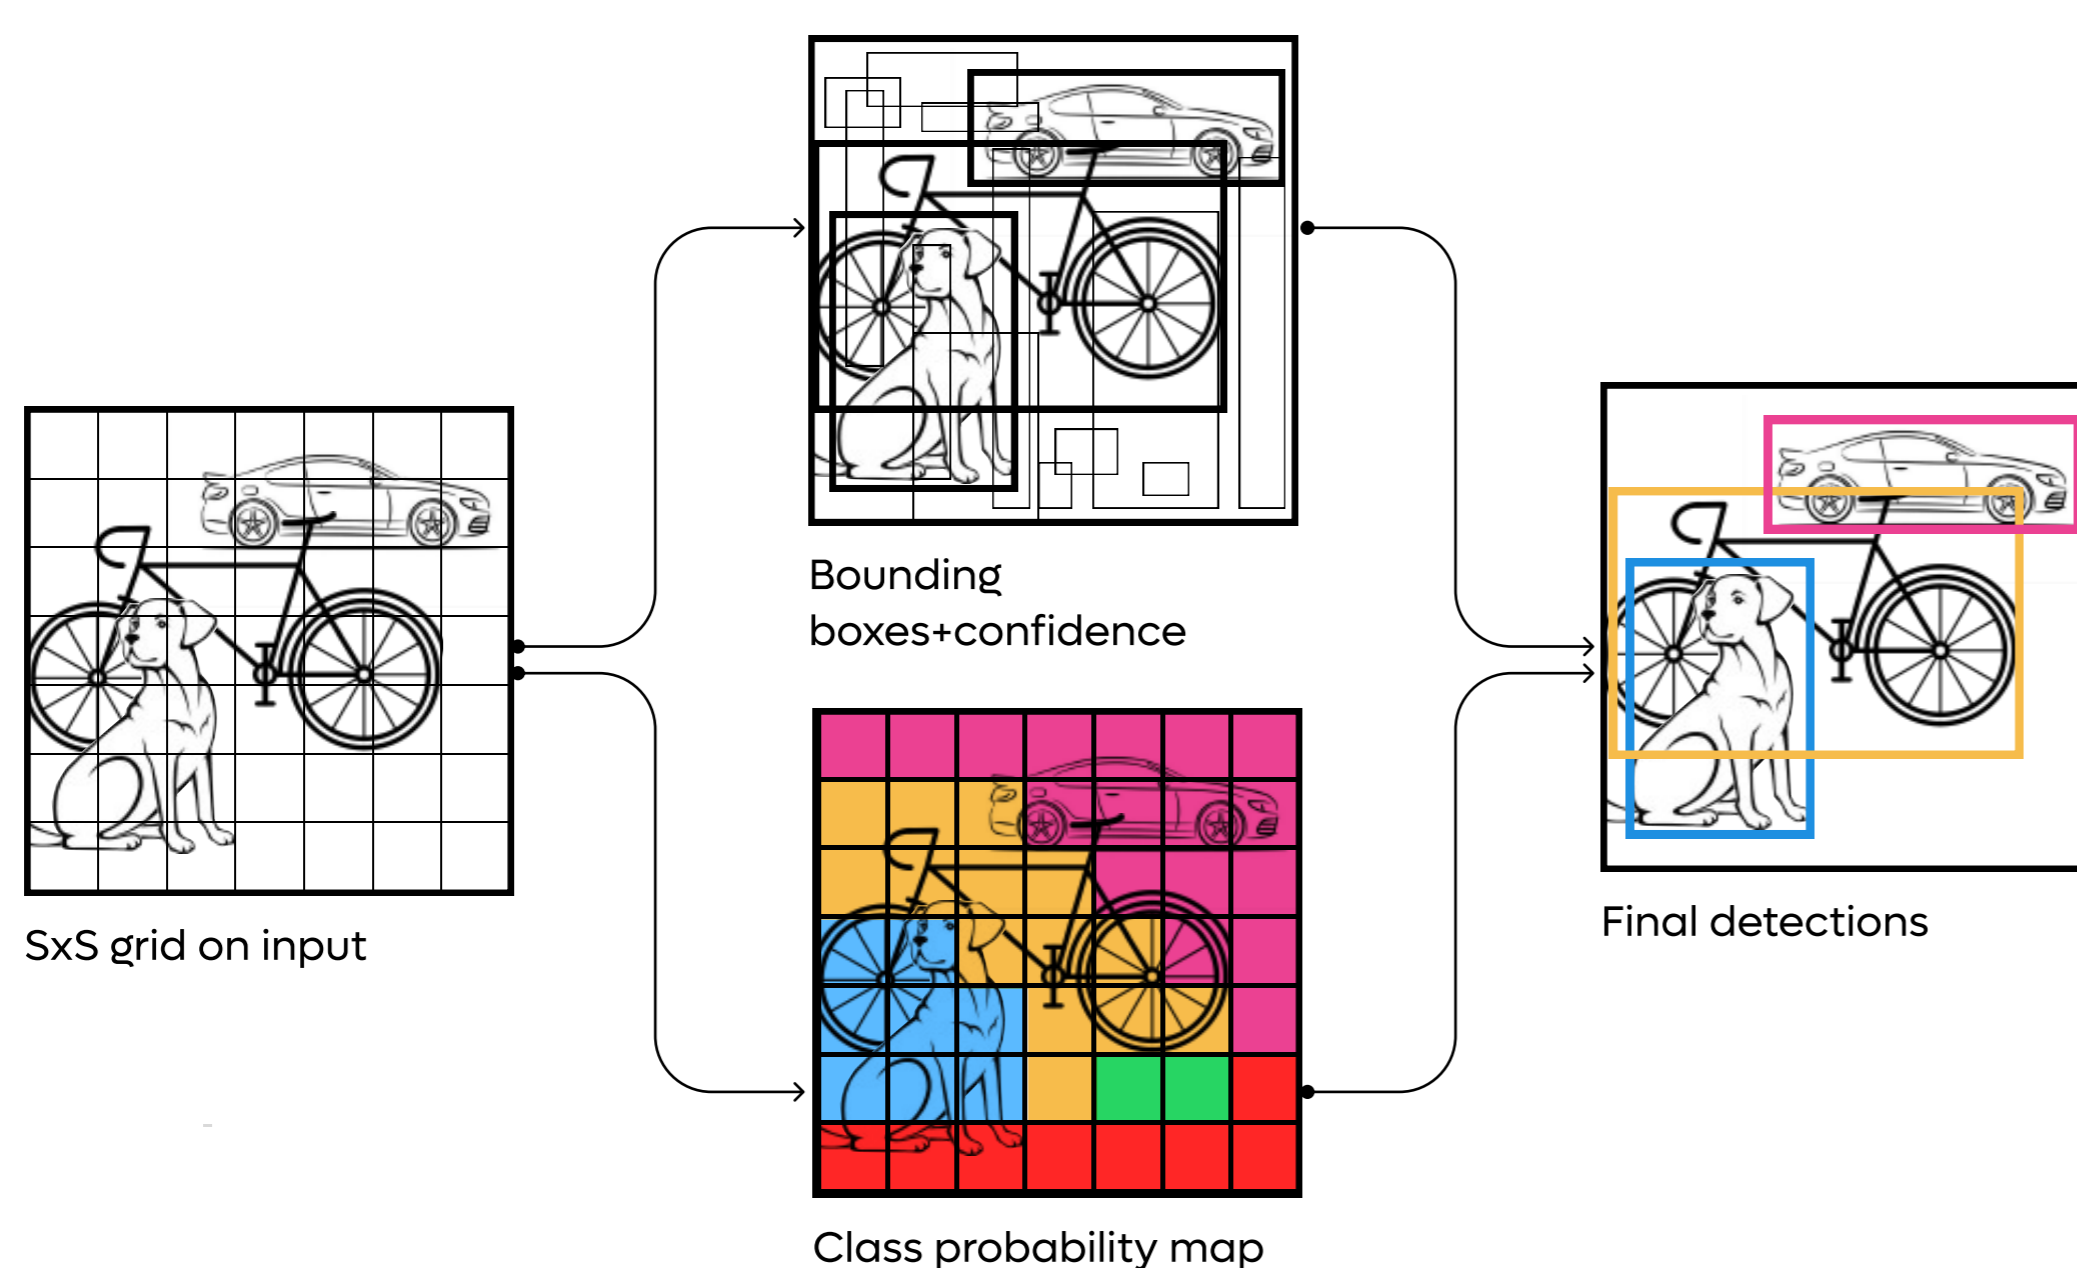 SxS grid on input
Bounding
boxes+confidence
Class probability map
Final detections